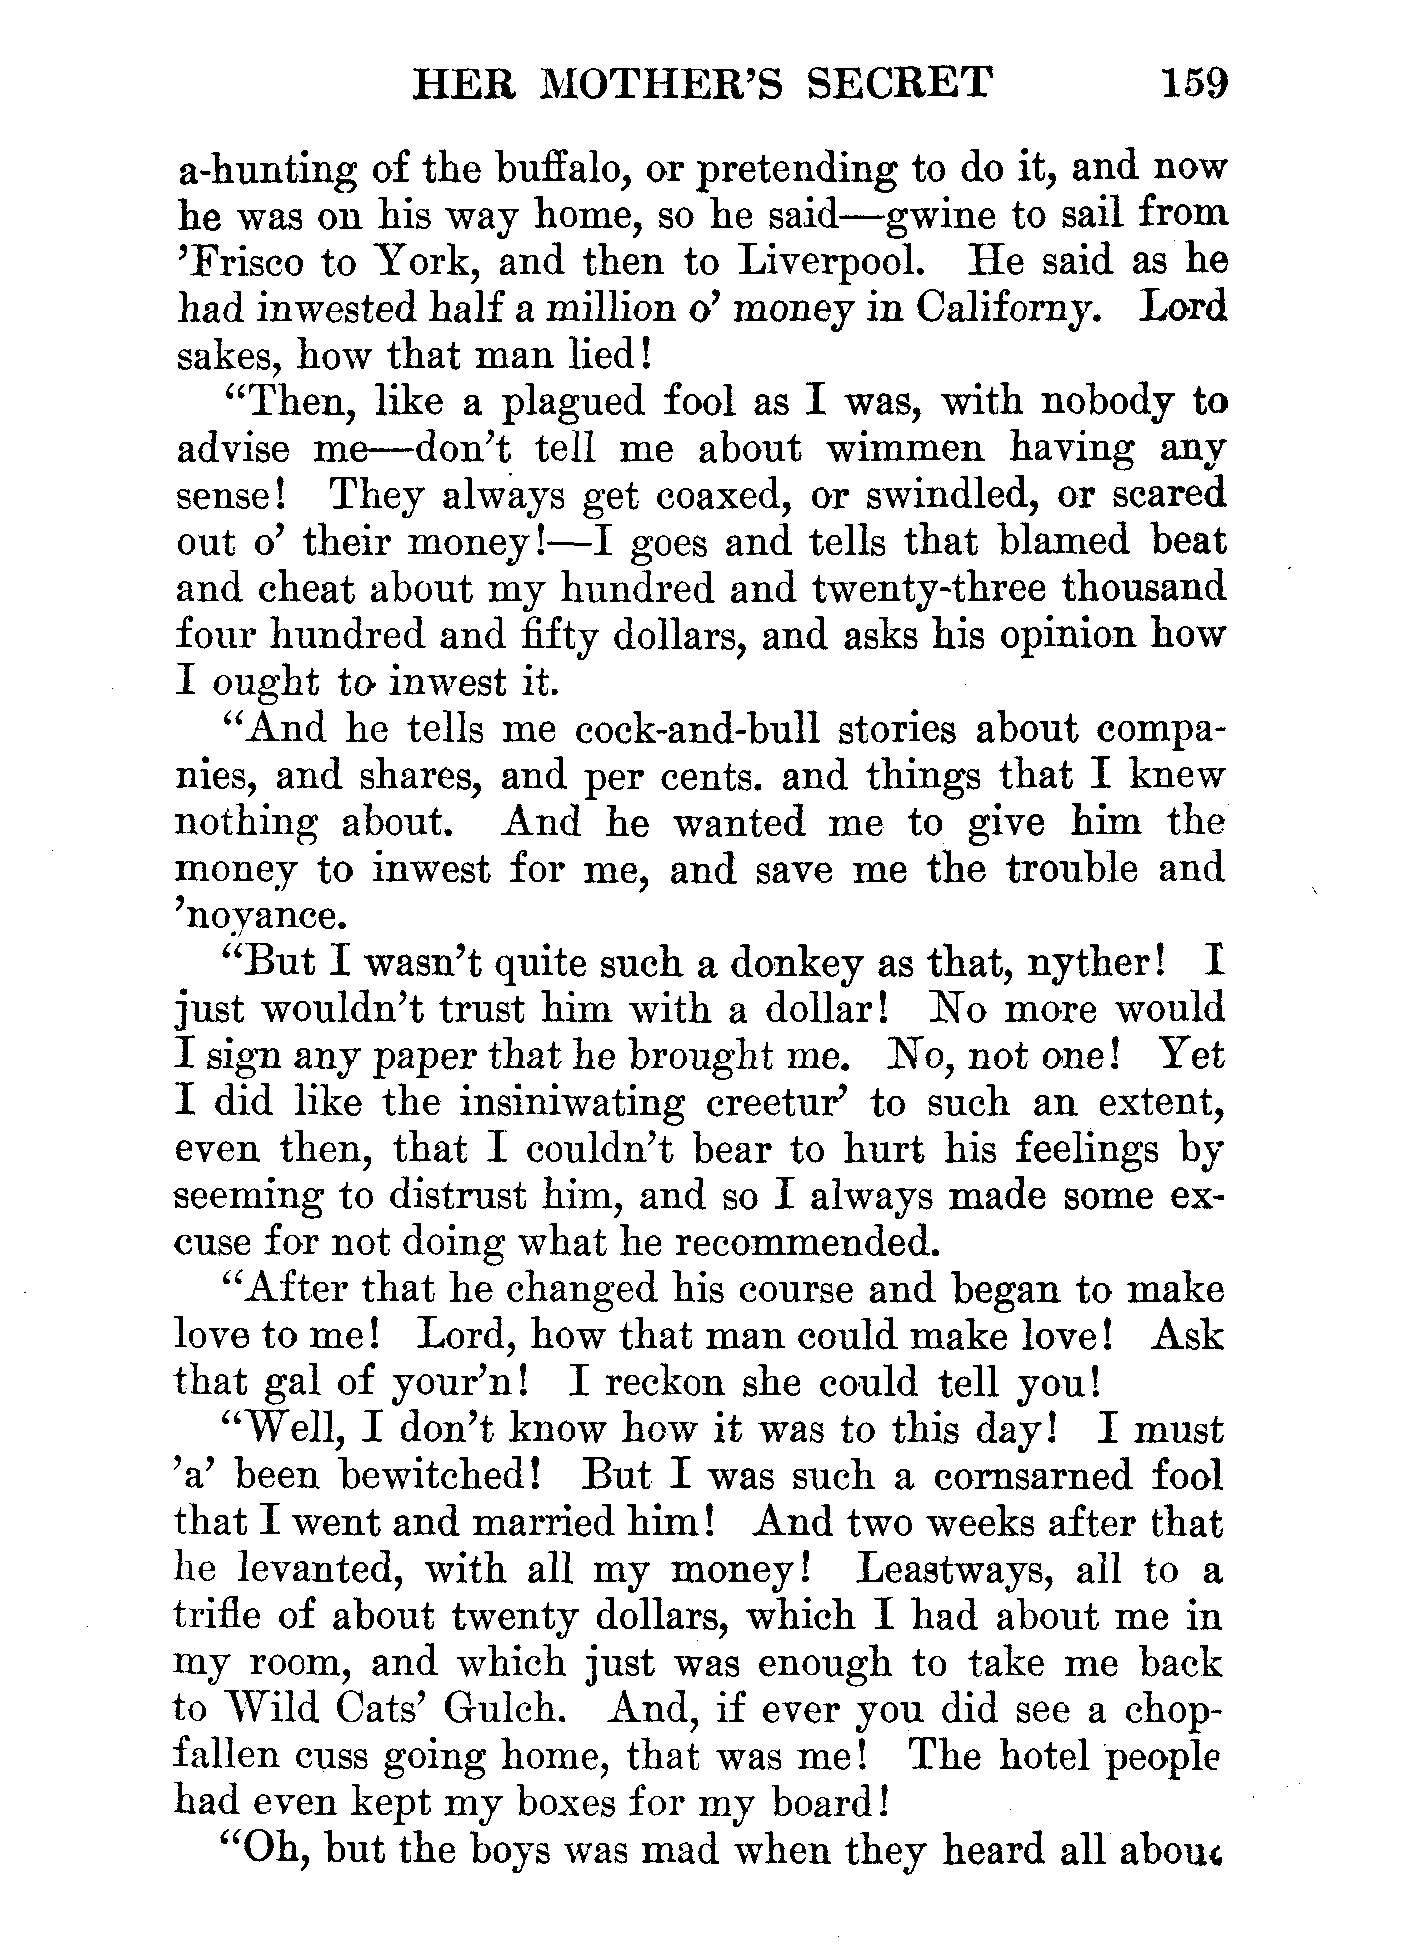 HER MOTHER'S SECRET 159
a-hunting of the buffalo, or pretending to do it, and now
he was on his way home, so he said—gwine to sail from
'Frisco to York, and then to Liverpool. He said as he
had inwested half a million o' money in Californy. Lord
sakes, how that man lied!
"Then, like a plagued fool as I was, with nobody to
advise me—don't tell me about wimmen having any
sense! They always get coaxed, or swindled, or scared
out o' their money!—I goes and tells that blamed beat
and cheat about my hundred and twenty-three thousand
four hundred and fifty dollars, and asks his opinion how
I ought to inwest it.
"And he tells me cock-and-bull stories about compa-
nies, and shares, and per cents. and things that I knew
nothing about. And he wanted me to give him the
money to inwest for me, and save me the trouble and
'noyance.
"But I wasn't quite such a donkey as that, nyther! I
just wouldn't trust him with a dollar! No more would
I sign any paper that he brought me. No, not one! Yet
I did like the insiniwating creetur' to such an extent,
even then, that I couldn't bear to hurt his feelings by
seeming to distrust him, and so I always made some ex-
cuse for not doing what he recommended.
"After that he changed his course and began to make
love to me! Lord, how that man could make love! Ask
that gal of your'n! I reckon she could tell you!
"Well, I don't know how it was to this day! I must
'a' been bewitched! But I was such a cornsarned fool
that I went and married him! And two weeks after that
he levanted, with all my money! Leastways, all to a
trifle of about twenty dollars, which I had about me in
my room, and which just was enough to take me back
to Wild Cats' Gulch. And, if ever you did see a chop-
fallen cuss going home, that was me! The hotel people
had even kept my boxes for my board!
"Oh, but the boys was mad when they heard all about